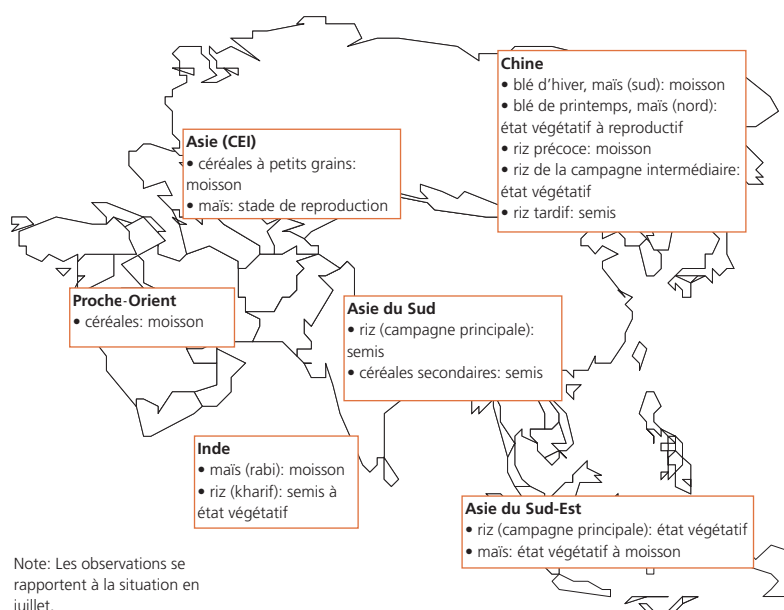 Chine
• blé d’hiver, maïs (sud): moisson
• blé de printemps, maïs (nord):
état végétatif à reproductif
• riz précoce: moisson
• riz de la campagne intermédiaire:
état végétatif
• riz tardif: semis
Asie (CEI)
• céréales à petits grains:
moisson
• maïs: stade de reproduction
Proche-Orient
• céréales: moisson
Asie du Sud
• riz (campagne principale):
semis
• céréales secondaires: semis
Inde
• maïs (rabi): moisson
• riz (kharif): semis à
état végétatif
Asie du Sud-Est
• riz (campagne principale): état végétatif
• maïs: état végétatif à moisson
Note: Les observations se
rapportent à la situation en
juillet.